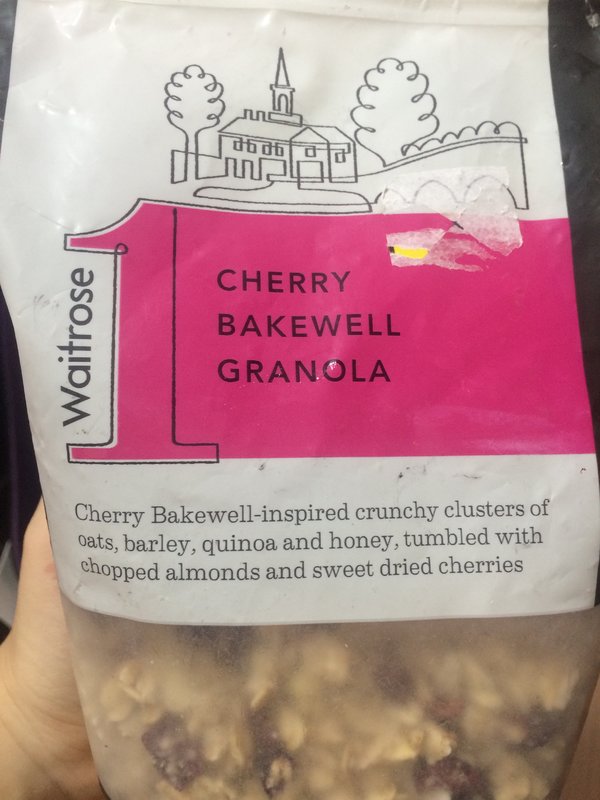 Waitrose
1
CHERRY
BAKEWELL
GRANOLA
Cherry Bakewell-inspired crunchy clusters of
oats, barley, quinoa and honey, tumbled with
chopped almonds and sweet dried cherries